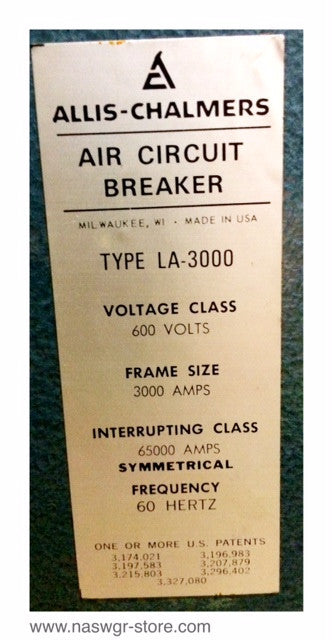 ALLIS-CHALMERS
AIR CIRCUIT
BREAKER
MILWAUKEE, WI - MADE IN USA
TYPE LA-3000
VOLTAGE CLASS
600 VOLTS
FRAME SIZE
3000 AMPS
INTERRUPTING CLASS
65000 AMPS
SYMMETRICAL
FREQUENCY
60 HERTZ
ONE OR MORE U.S. PATENTS
3,174,021 3,196,983
3,197,583 3,207,879
3,215,803 3,296,402
3,327,080
www.naswgr-store.com